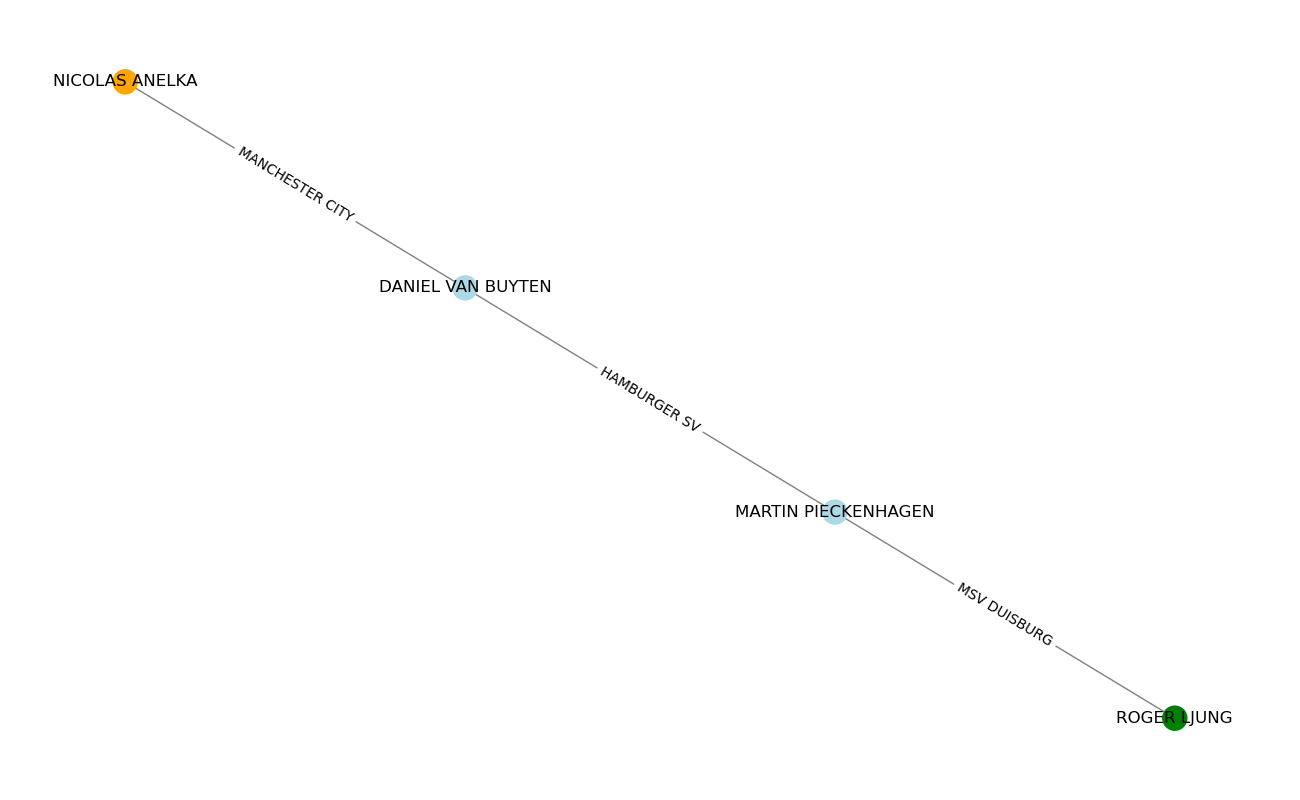 NICOLAS ANELKA
MANCHESTER CITY
DANIEL VAN BUYTEN
HAMBURGER SV
MARTIN PIECKENHAGEN
MSV DUISBURG
ROGER LJUNG